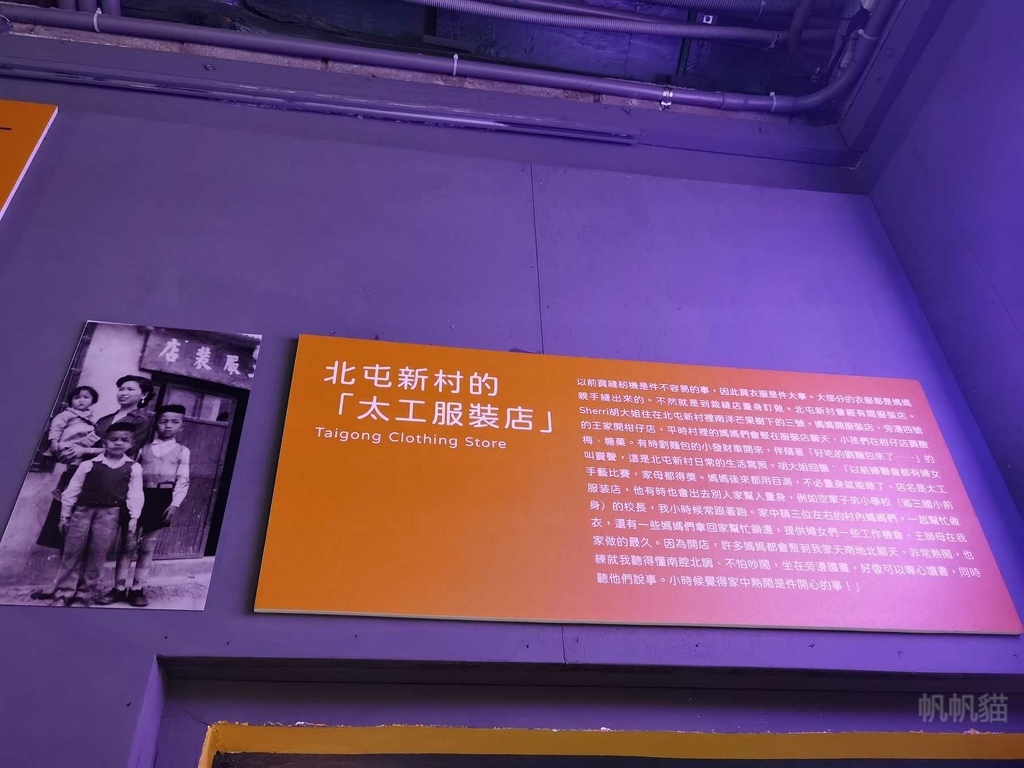 服裝店
北屯新村的
「太工服裝店」
Taigong Clothing Store
以前買縫紉機是件不容易的事，因此買衣服是件大事。大部分的衣服都是媽媽
親手縫出來的。不然就是到裁縫店量身訂做。北屯新村曾經有間服裝店。
Sherri胡大姐住在北屯新村裡南洋芒果樹下的三號，媽媽開服裝店，旁邊四號
的王家開柑仔店，平時村裡的媽媽們會聚在服裝店聊天，小孩們在柑仔店買酸
梅、糖果。有時劉麵包的小發財車開來，伴隨著「好吃的劉麵包來了⋯⋯」的
叫賣聲，這是北屯新村日常的生活寫照。胡大姐回憶：「以前婦聯會都有婦女
手藝比賽，家母都得獎。媽媽後來都用目測，不必量身就能做了，店名是太工
服裝店，他有時也會出去別人家幫人量身，例如空軍子弟小學校（省三國小前
身）的校長，我小時候常跟著跑。家中請三位左右的村內媽媽們，一起幫忙做
衣，還有一些媽媽們拿回家幫忙鎖邊，提供婦女們一些工作機會，王師母在我
家做的最久。因為開店，許多媽媽都會聚到我家天南地北聊天，非常熱鬧，也
練就我聽得懂南腔北調、不怕吵鬧，坐在旁邊讀書，好像可以專心讀書，同時
聽他們說事。小時候覺得家中熱鬧是件開心的事！」
帆帆貓